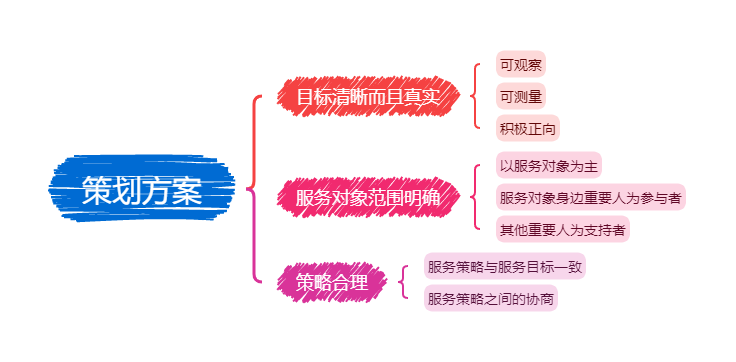 策划方案
目标清晰而且真实
可观察
可测量
积极正向
服务对象范围明确
以服务对象为主
服务对象身边重要人为参与者
其他重要人为支持者
策略合理
服务策略与服务目标一致
服务策略之间的协商